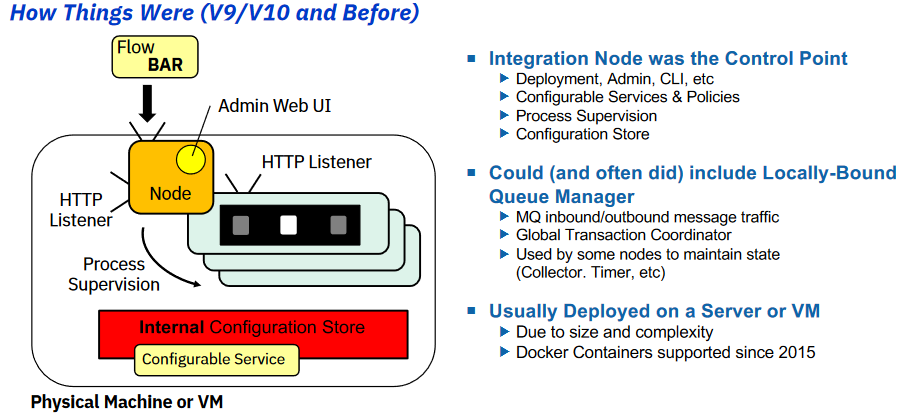 How Things Were (V9/V10 and Before)
Flow
BAR
Admin Web UI
HTTP Listener
Node
HTTP
Listener
Process
Supervision
Internal Configuration Store
Configurable Service
Physical Machine or VM
Integration Node was the Control Point
Deployment, Admin, CLI, etc
Configurable Services & Policies
Process Supervision
Configuration Store
Could (and often did) include Locally-Bound
Queue Manager
MQ inbound/outbound message traffic
Global Transaction Coordinator
Used by some nodes to maintain state
(Collector. Timer, etc)
Usually Deployed on a Server or VM
Due to size and complexity
Docker Containers supported since 2015